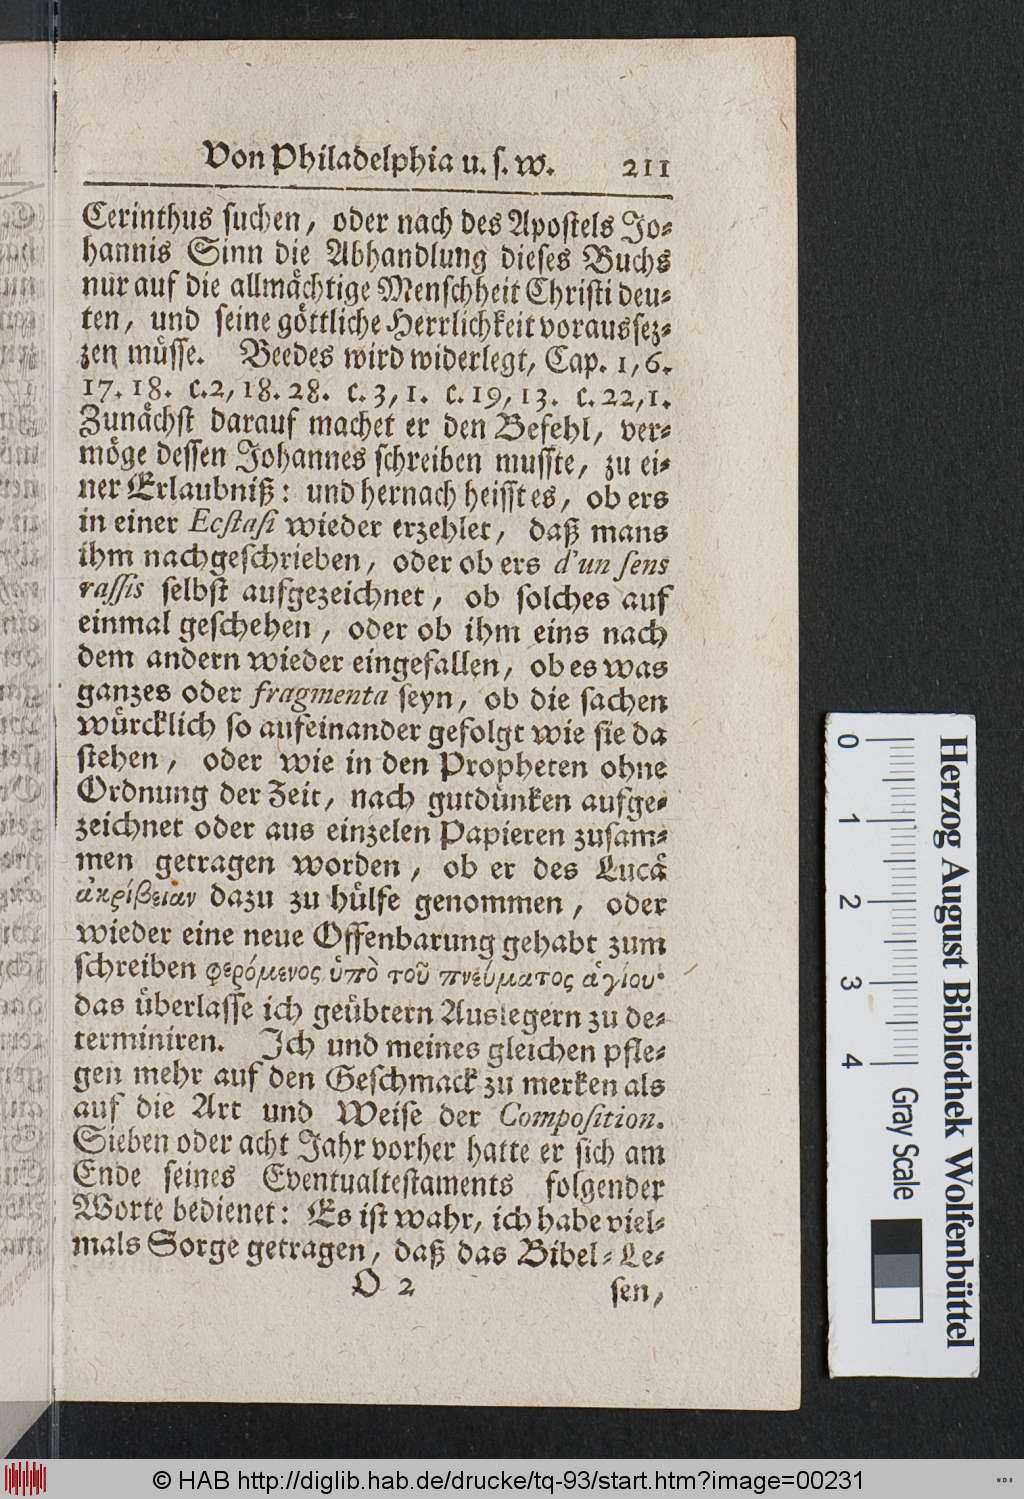 Von Philadelphia u. s. w. 211
Cerinthus suchen, oder nach des Apostels Jo-
hannis Sinn die Abhandlung dieses Buchs
nur auf die allmächtige Menschheit Christi deu-
ten, und seine göttliche Herrlichkeit voraussez-
zen müsse. Beedes wird widerlegt, Cap. 1, 6.
17. 18. c. 2, 18. 28. c. 3, 1. c. 19, 13. c. 22, 1.
Zunächst darauf machet er den Befehl, ver-
möge dessen Johannes schreiben musste, zu ei-
ner Erlaubniß: und hernach heisst es, ob ers
in einer Ecstasi wieder erzehlet, daß mans
ihm nachgeschrieben, oder ob ers d'un sens
rassis selbst aufgezeichnet, ob solches auf
einmal geschehen, oder ob ihm eins nach
dem andern wieder eingefallen, ob es was
ganzes oder fragmenta seyn, ob die sachen
würcklich so aufeinander gefolgt wie sie da
stehen, oder wie in den Propheten ohne
Ordnung der Zeit, nach gutdünken aufge-
zeichnet oder aus einzelen Papieren zusam-
men getragen worden, ob er des Lucä
ἀκρίβειαν dazu zu hülfe genommen, oder
wieder eine neue Offenbarung gehabt zum
schreiben φερόμενος ὑπὸ τοῦ πνεύματος ἁγίου·
das überlasse ich geübtern Auslegern zu de-
terminiren. Ich und meines gleichen pfle-
gen mehr auf den Geschmack zu merken als
auf die Art und Weise der Composition.
Sieben oder acht Jahr vorher hatte er sich am
Ende seines Eventualtestaments folgender
Worte bedienet: Es ist wahr, ich habe viel-
mals Sorge getragen, daß das Bibel-Le-
O 2 sen,
Herzog August Bibliothek Wolfenbüttel
0 1 2 3 4 Gray Scale
© HAB http://diglib.hab.de/drucke/tq-93/start.htm?image=00231
WDB